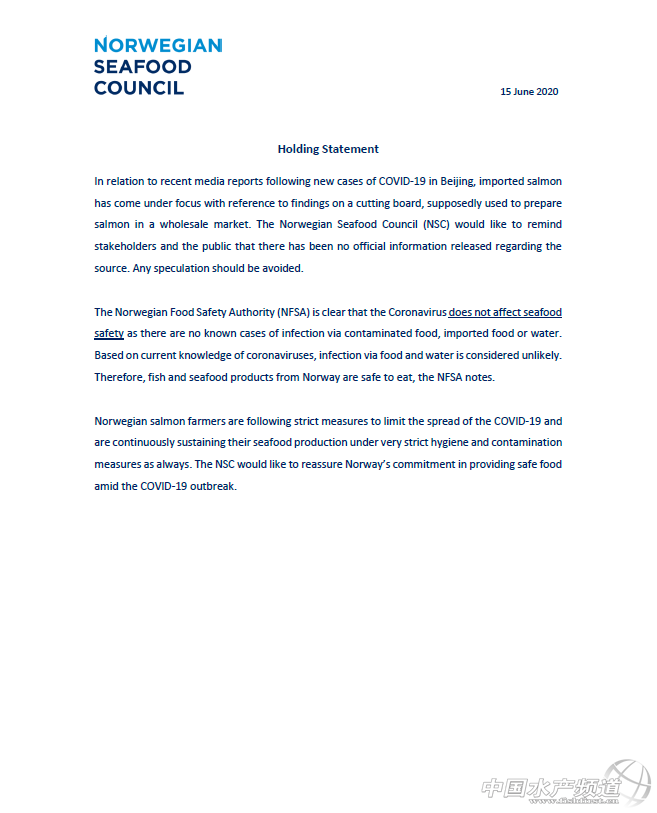 NORWEGIAN
SEAFOOD
COUNCIL
15 June 2020
Holding Statement
In relation to recent media reports following new cases of COVID-19 in Beijing, imported salmon
has come under focus with reference to findings on a cutting board, supposedly used to prepare
salmon in a wholesale market. The Norwegian Seafood Council (NSC) would like to remind
stakeholders and the public that there has been no official information released regarding the
source. Any speculation should be avoided.
The Norwegian Food Safety Authority (NFSA) is clear that the Coronavirus does not affect seafood
safety as there are no known cases of infection via contaminated food, imported food or water.
Based on current knowledge of coronaviruses, infection via food and water is considered unlikely.
Therefore, fish and seafood products from Norway are safe to eat, the NFSA notes.
Norwegian salmon farmers are following strict measures to limit the spread of the COVID-19 and
are continuously sustaining their seafood production under very strict hygiene and contamination
measures as always. The NSC would like to reassure Norway's commitment in providing safe food
amid the COVID-19 outbreak.
中国水产频道
www.fishfirst.cn